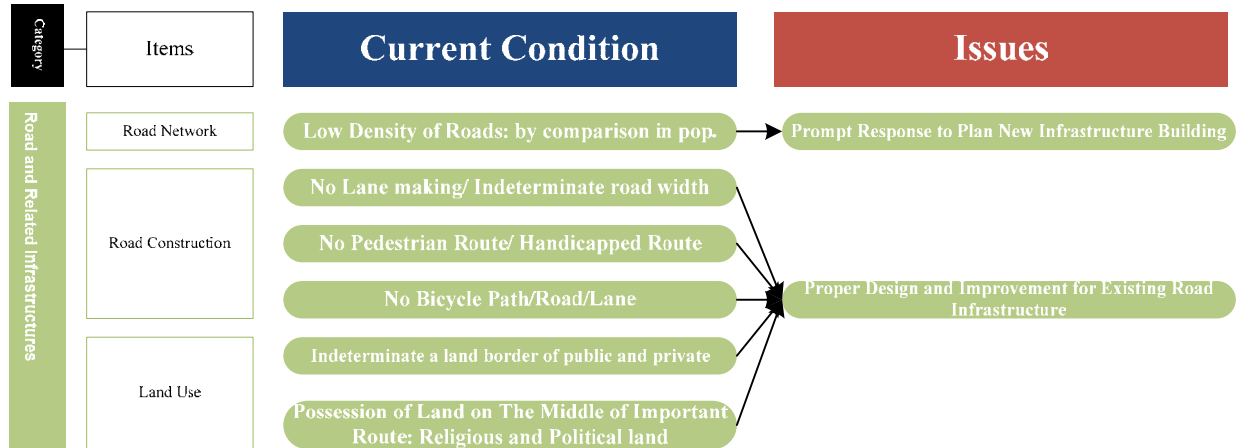 Category
Items
Current Condition
Issues
Road and Related Infrastructures
Road Network
Low Density of Roads: by comparison in pop.
Prompt Response to Plan New Infrastructure Building
Road Construction
No Lane making/ Indeterminate road width
No Pedestrian Route/ Handicapped Route
No Bicycle Path/Road/Lane
Proper Design and Improvement for Existing Road
Infrastructure
Land Use
Indeterminate a land border of public and private
Possession of Land on The Middle of Important
Route: Religious and Political land